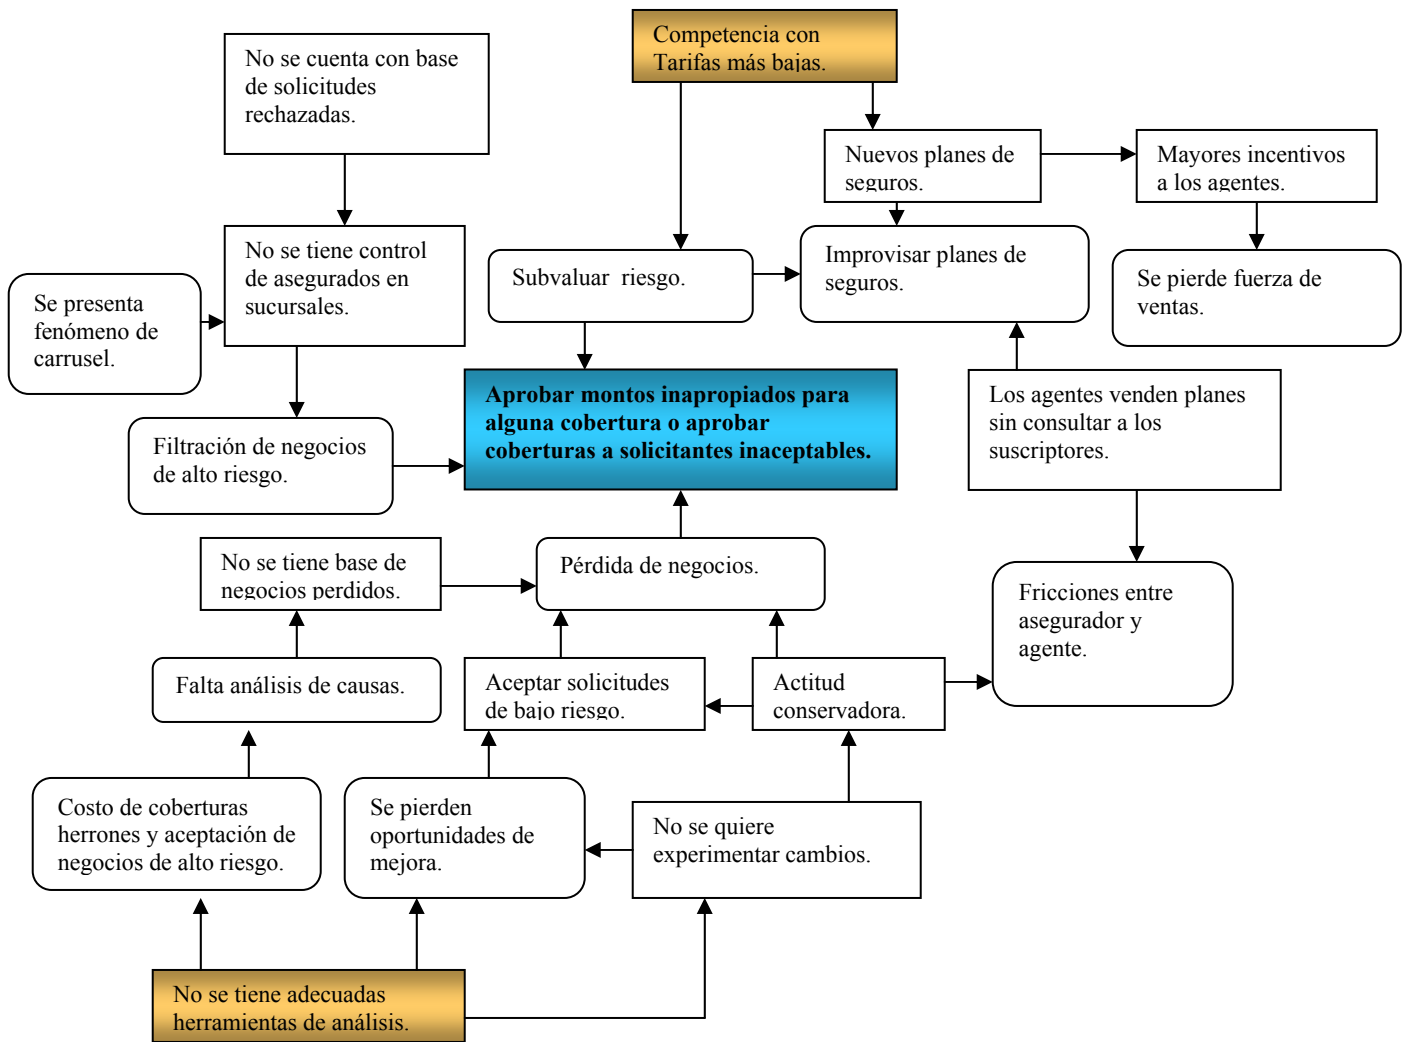 Competencia con
Tarifas más bajas.
No se cuenta con base
de solicitudes
rechazadas.
Nuevos planes de
seguros.
Mayores incentivos
a los agentes.
No se tiene control
de asegurados en
sucursales.
Subvaluar riesgo.
Improvisar planes de
seguros.
Se pierde fuerza de
ventas.
Se presenta
fenómeno de
carrusel.
Aprobar montos inapropiados para
alguna cobertura o aprobar
coberturas a solicitantes inaceptables.
Los agentes venden planes
sin consultar a los
suscriptores.
Filtración de negocios
de alto riesgo.
No se tiene base de
negocios perdidos.
Pérdida de negocios.
Fricciones entre
asegurador y
agente.
Falta análisis de causas.
Aceptar solicitudes
de bajo riesgo.
Actitud
conservadora.
Costo de coberturas
herrones y aceptación de
negocios de alto riesgo.
Se pierden
oportunidades de
mejora.
No se quiere
experimentar cambios.
No se tiene adecuadas
herramientas de análisis.